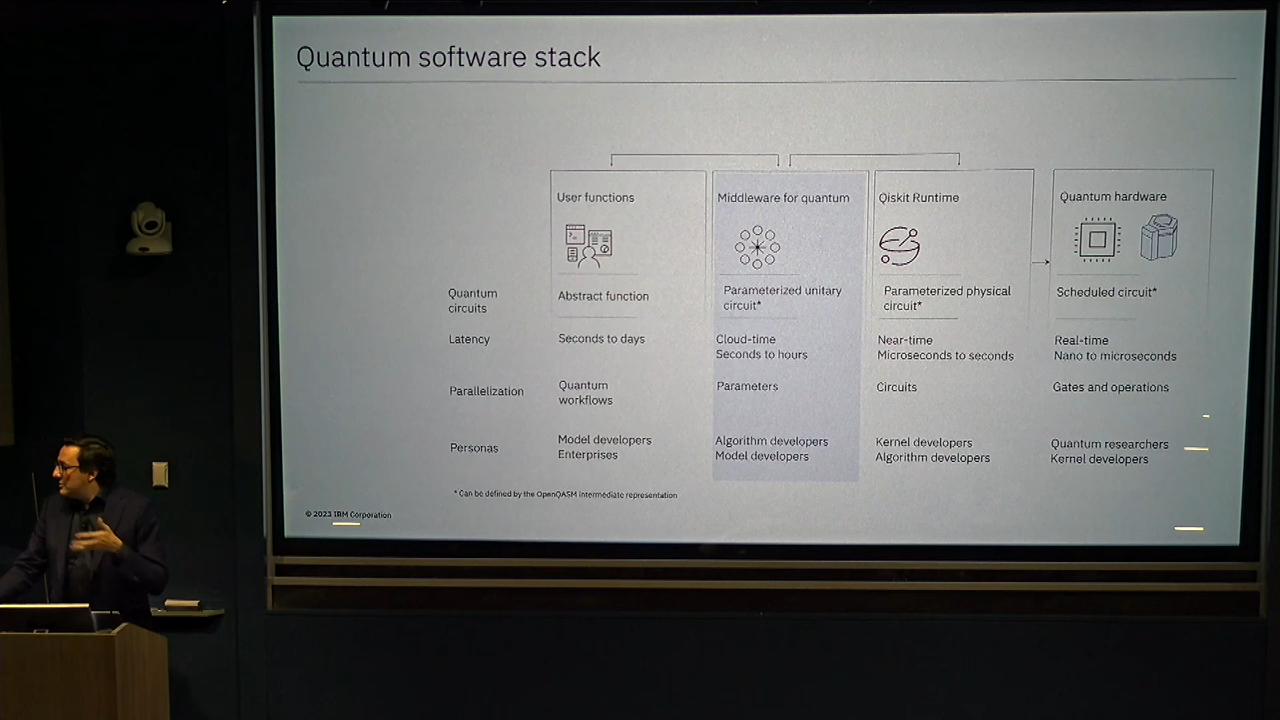 Quantum software stack
User functions
Middleware for quantum
Qiskit Runtime
Quantum hardware
Quantum
circuits
Abstract function
Parameterized unitary
circuit*
Parameterized physical
circuit*
Scheduled circuit*
Latency
Seconds to days
Cloud-time
Seconds to hours
Near-time
Microseconds to seconds
Real-time
Nano to microseconds
Parallelization
Quantum
workflows
Parameters
Circuits
Gates and operations
Personas
Model developers
Enterprises
Algorithm developers
Model developers
Kernel developers
Algorithm developers
Quantum researchers
Kernel developers
* Can be defined by the OpenQASM intermediate representation
© 2023 IBM Corporation